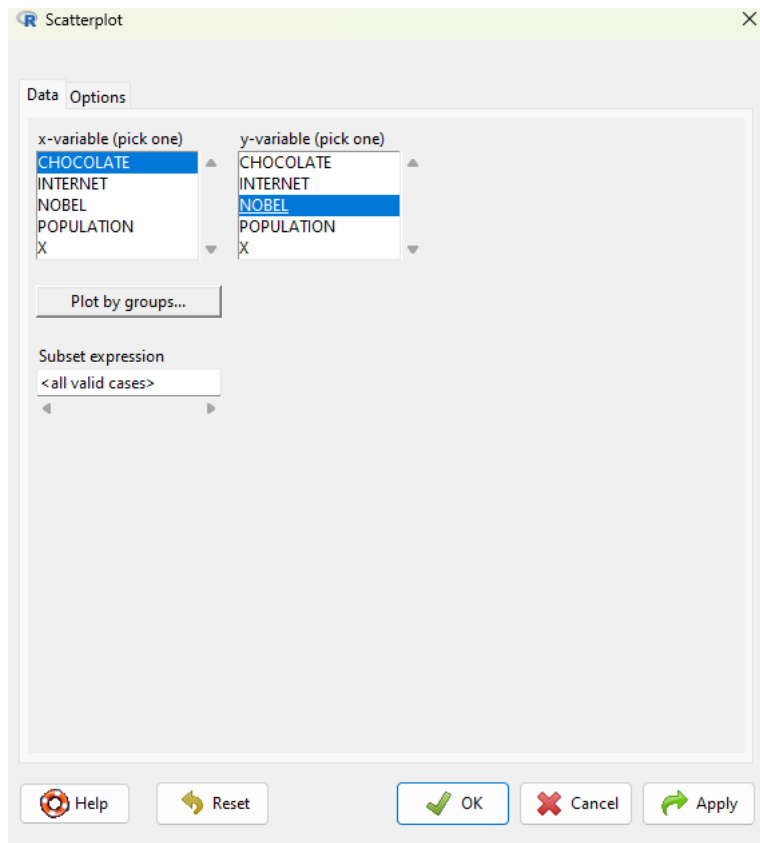 R Scatterplot
Data Options
x-variable (pick one) y-variable (pick one)
CHOCOLATE CHOCOLATE
INTERNET INTERNET
NOBEL NOBEL
POPULATION POPULATION
X X
Plot by groups...
Subset expression
<all valid cases>
Help Reset OK Cancel Apply